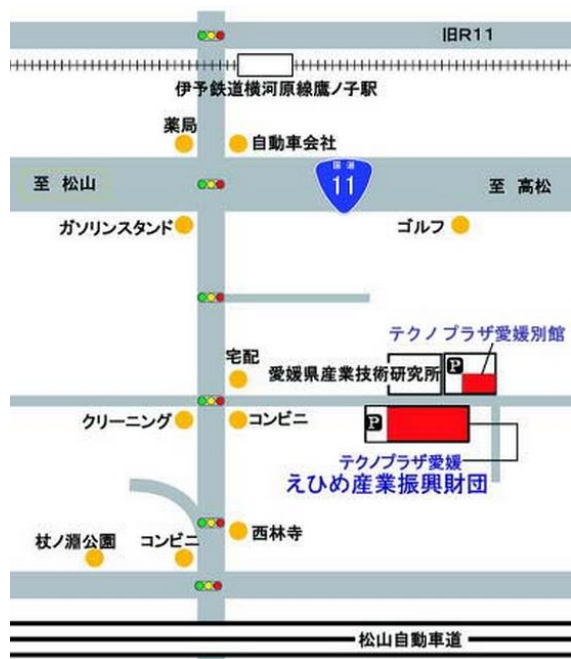 旧R11
伊予鉄道横河原線鷹ノ子駅
薬局
自動車会社
至 松山
国道
11
至 高松
ガソリンスタンド
ゴルフ
テクノプラザ愛媛別館
宅配
愛媛県産業技術研究所
P
クリーニング
コンビニ
P
テクノプラザ愛媛
えひめ産業振興財団
西林寺
杖ノ淵公園
コンビニ
松山自動車道